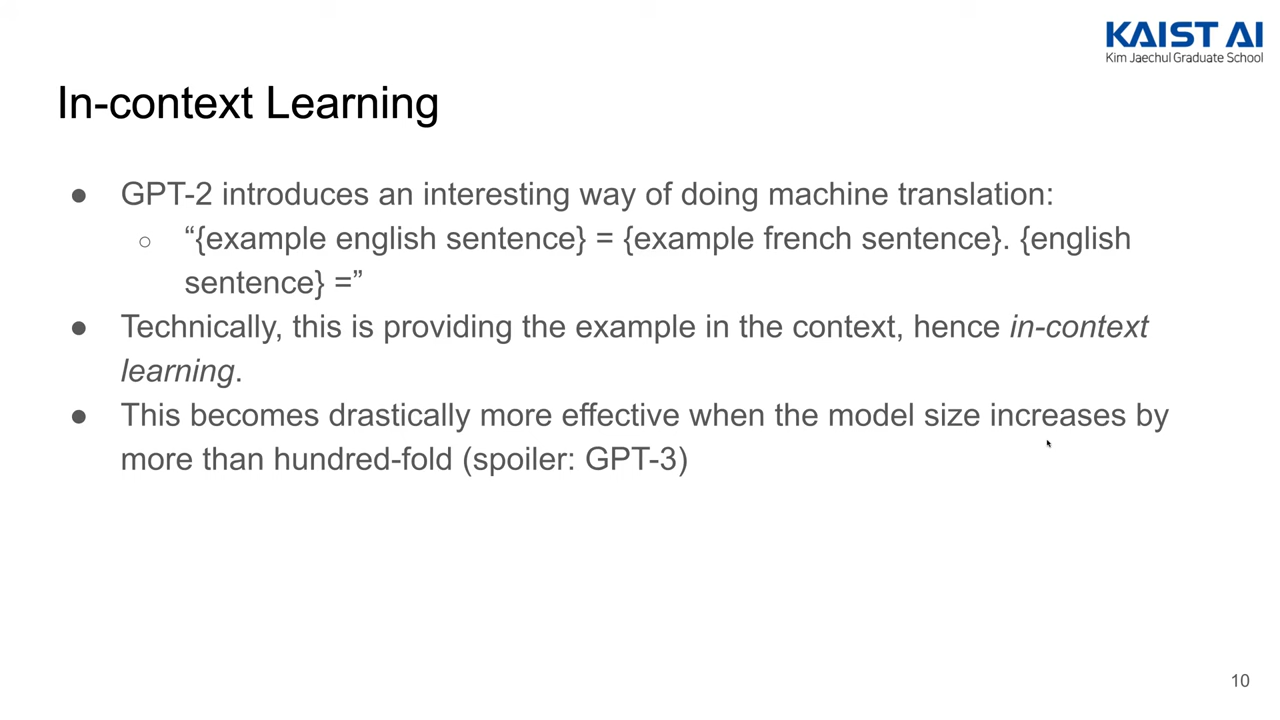 KAIST AI
Kim Jaechul Graduate School
In-context Learning
● GPT-2 introduces an interesting way of doing machine translation:
○ “{example english sentence} = {example french sentence}. {english
sentence} =”
● Technically, this is providing the example in the context, hence in-context
learning.
● This becomes drastically more effective when the model size increases by
more than hundred-fold (spoiler: GPT-3)
10